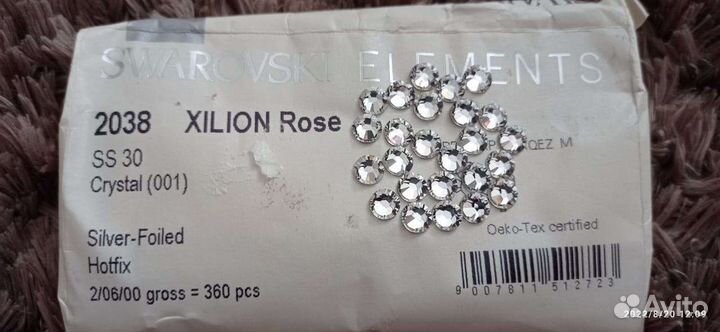 SWAROVSKI ELEMENTS
2038 XILION Rose
SS 30
QEZ M
Crystal (001)
Oeko-Tex certified
Silver-Foiled
Hotfix
2/06/00 gross = 360 pcs
9 007811 512723
Avito
2022/8/20 12:09